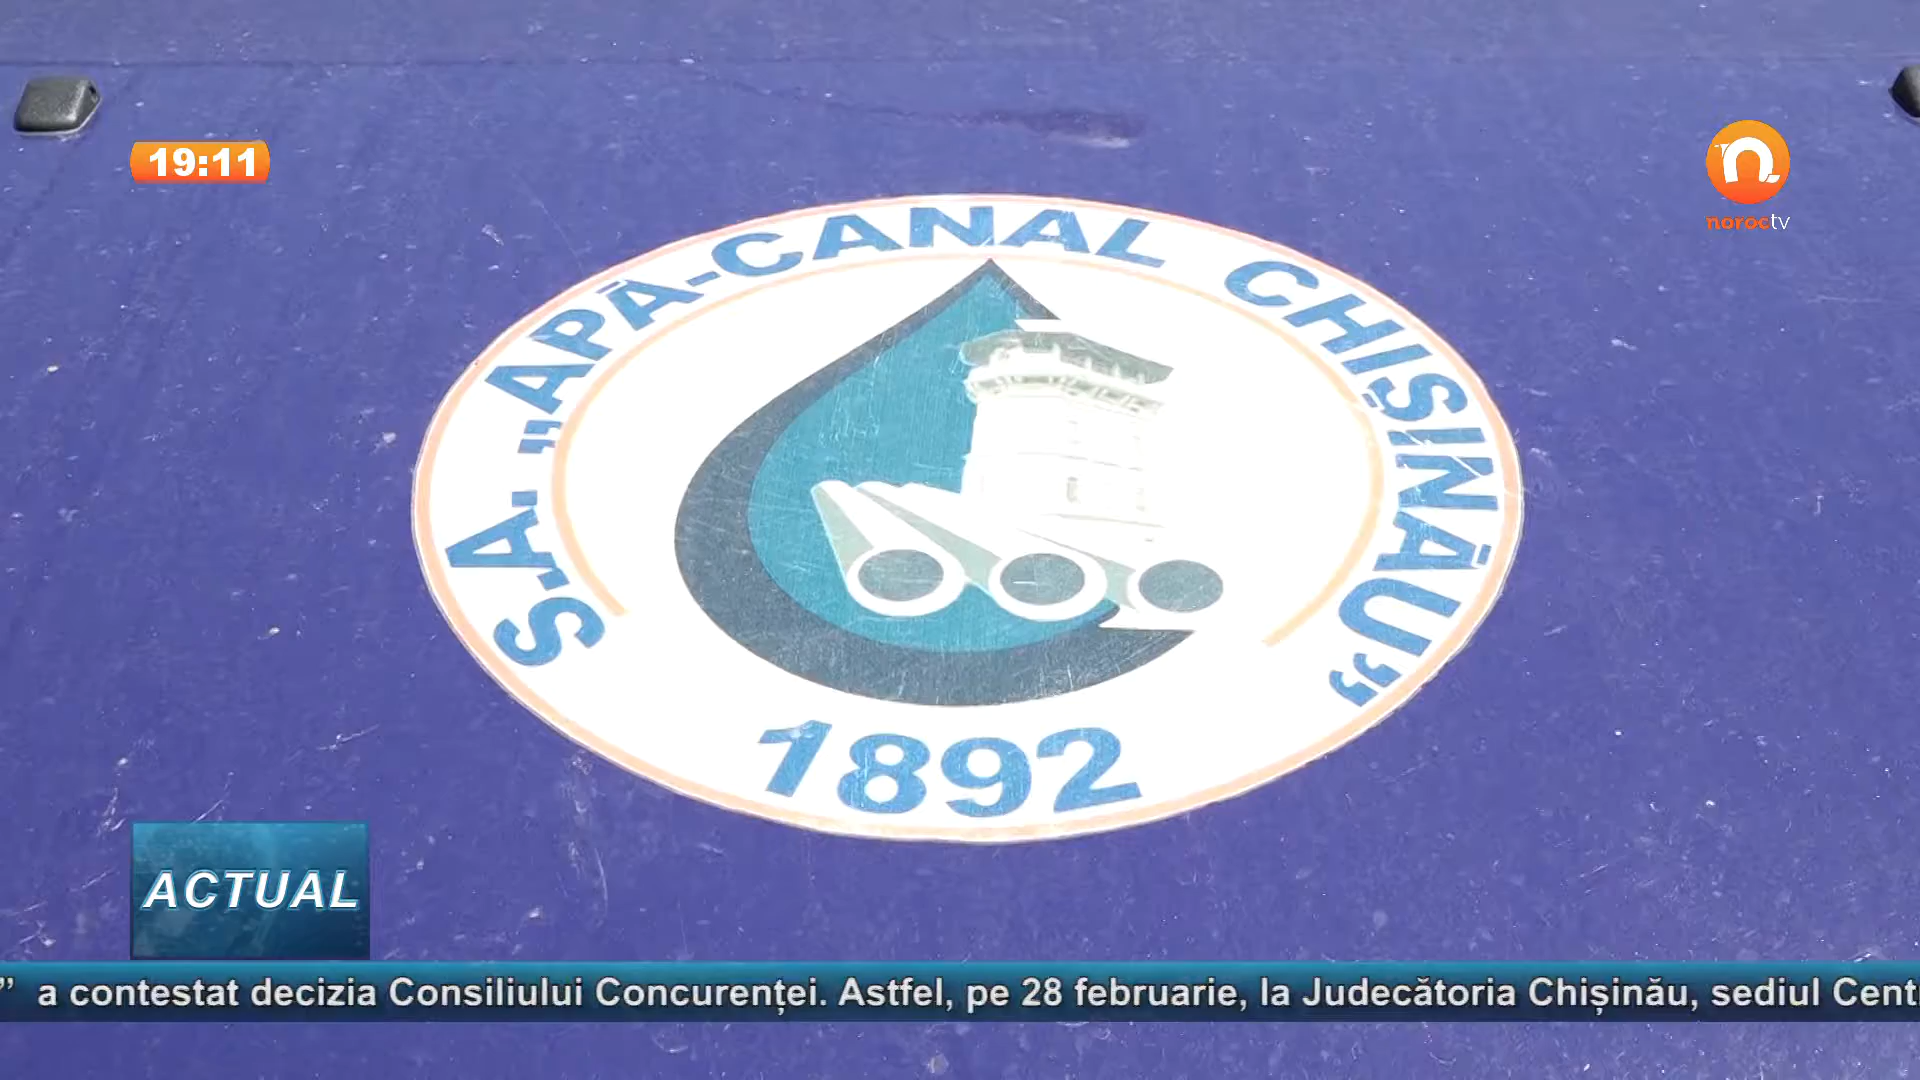 19:11
noroctv
S.A. "APĂ-CANAL CHIȘINĂU"
1892
ACTUAL
” a contestat decizia Consiliului Concurenței. Astfel, pe 28 februarie, la Judecătoria Chișinău, sediul